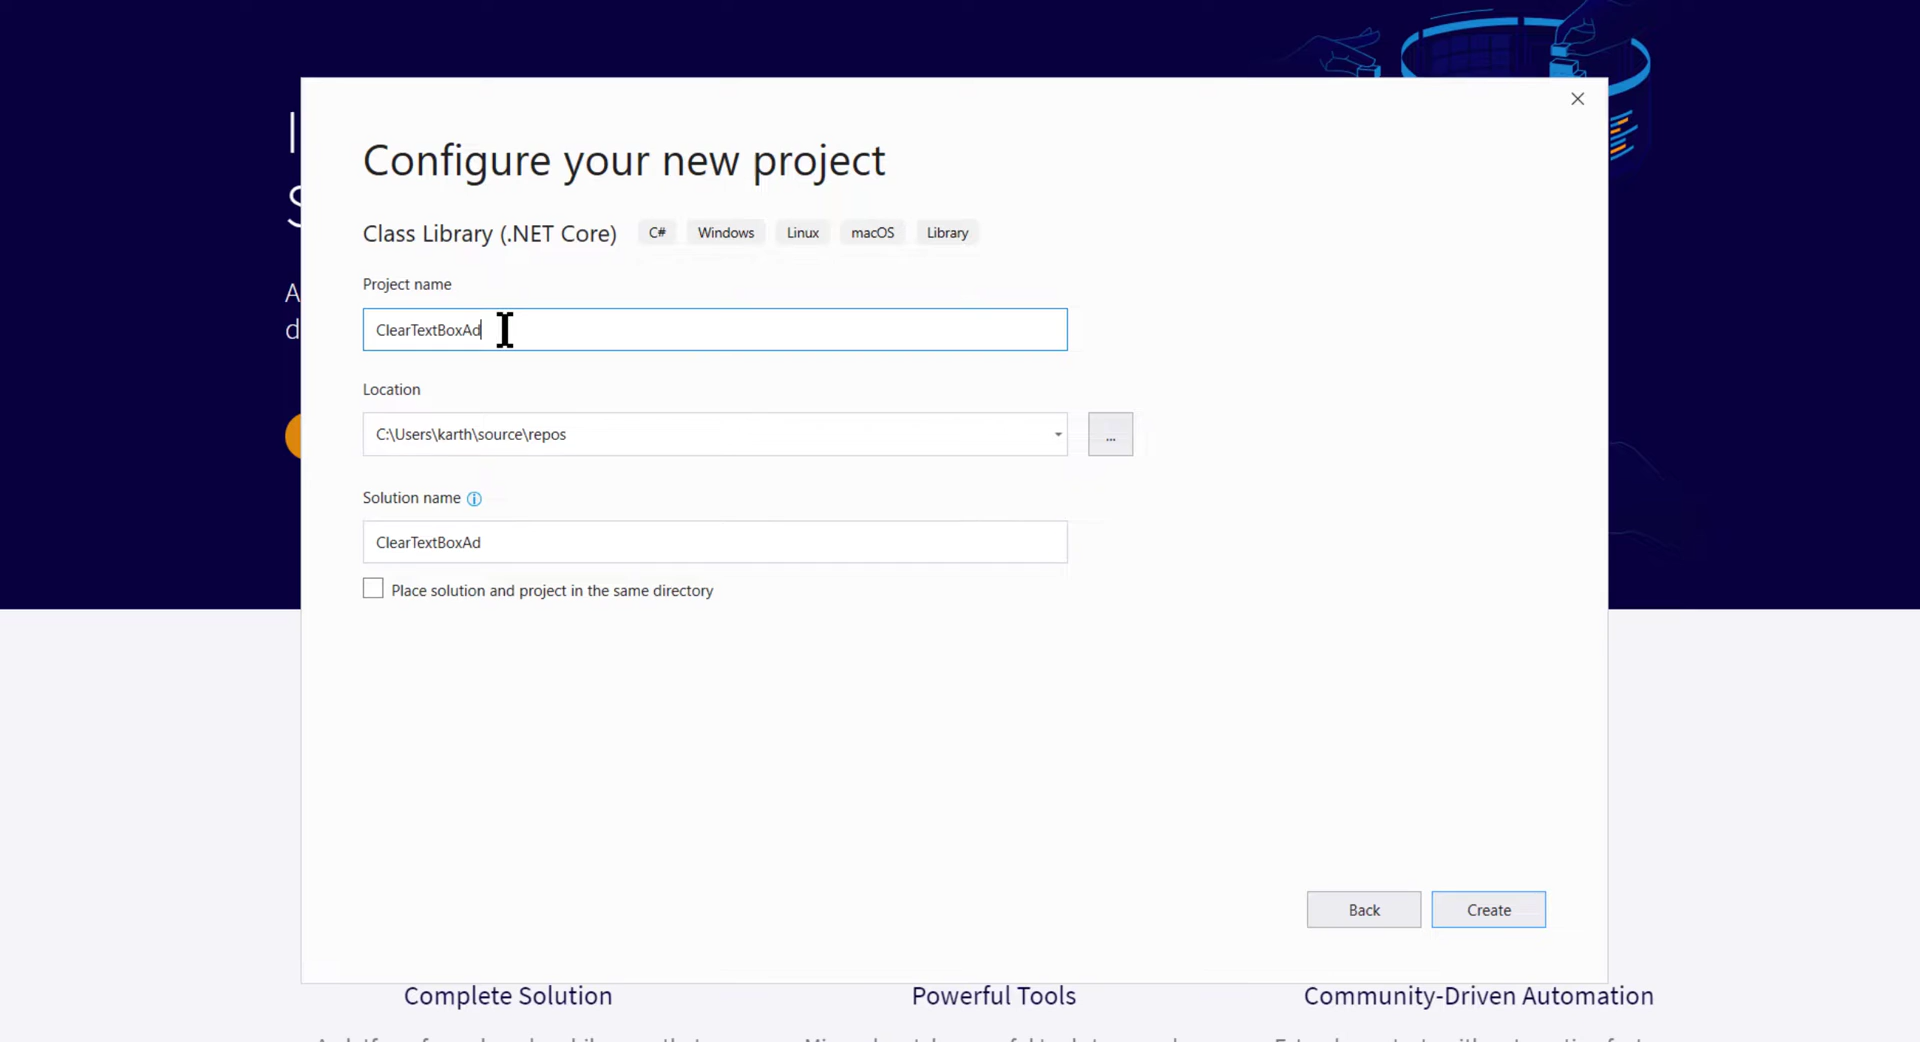 Configure your new project
Class Library (.NET Core) C# Windows Linux macOS Library
Project name
ClearTextBoxAd
Location
C:\Users\karth\source\repos
...
Solution name
ClearTextBoxAd
Place solution and project in the same directory
Back Create
Complete Solution Powerful Tools Community-Driven Automation